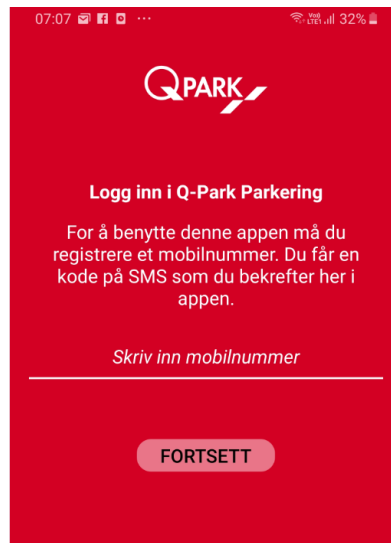 07:07 ... 32%
QPARK
Logg inn i Q-Park Parkering
For å benytte denne appen må du
registrere et mobilnummer. Du får en
kode på SMS som du bekrefter her i
appen.
Skriv inn mobilnummer
FORTSETT